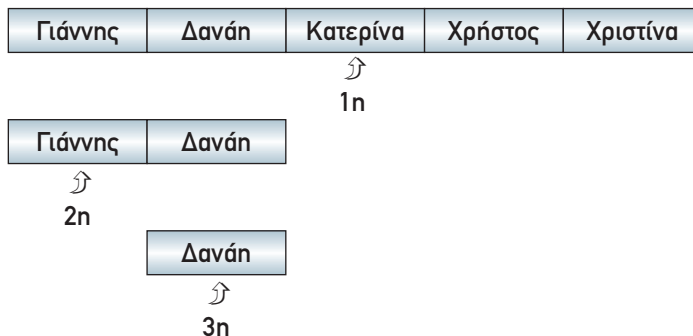 Γιάννης Δανάη Κατερίνα Χρήστος Χριστίνα
1η
Γιάννης Δανάη
2η
Δανάη
3η